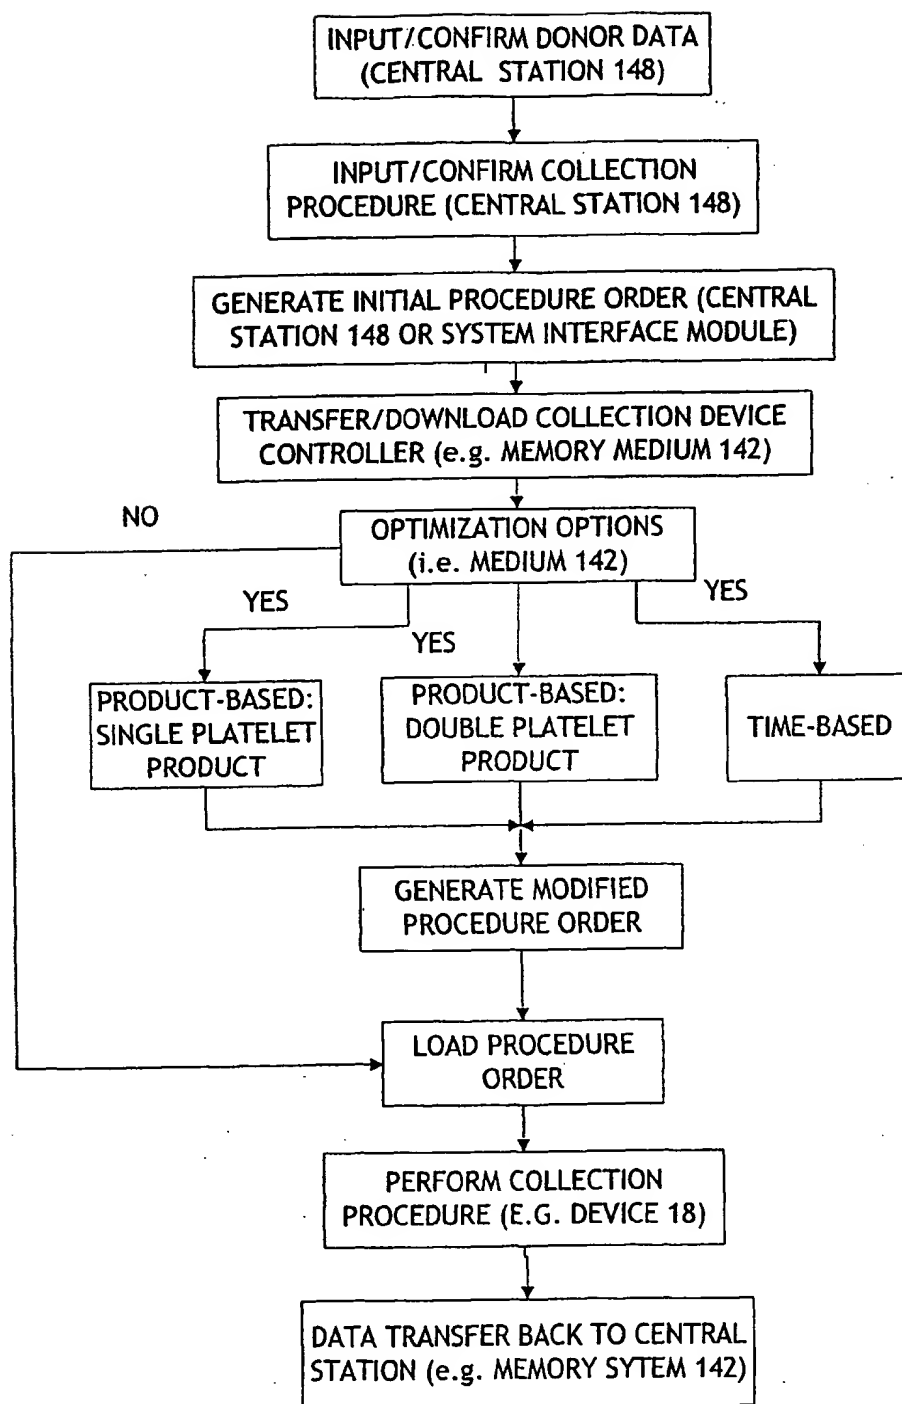 INPUT/CONFIRM DONOR DATA
(CENTRAL STATION 148)
INPUT/CONFIRM COLLECTION
PROCEDURE (CENTRAL STATION 148)
GENERATE INITIAL PROCEDURE ORDER (CENTRAL
STATION 148 OR SYSTEM INTERFACE MODULE)
TRANSFER/DOWNLOAD COLLECTION DEVICE
CONTROLLER (e.g. MEMORY MEDIUM 142)
NO
OPTIMIZATION OPTIONS
(i.e. MEDIUM 142)
YES
YES
YES
PRODUCT-BASED:
SINGLE PLATELET
PRODUCT
PRODUCT-BASED:
DOUBLE PLATELET
PRODUCT
TIME-BASED
GENERATE MODIFIED
PROCEDURE ORDER
LOAD PROCEDURE
ORDER
PERFORM COLLECTION
PROCEDURE (E.G. DEVICE 18)
DATA TRANSFER BACK TO CENTRAL
STATION (e.g. MEMORY SYTEM 142)